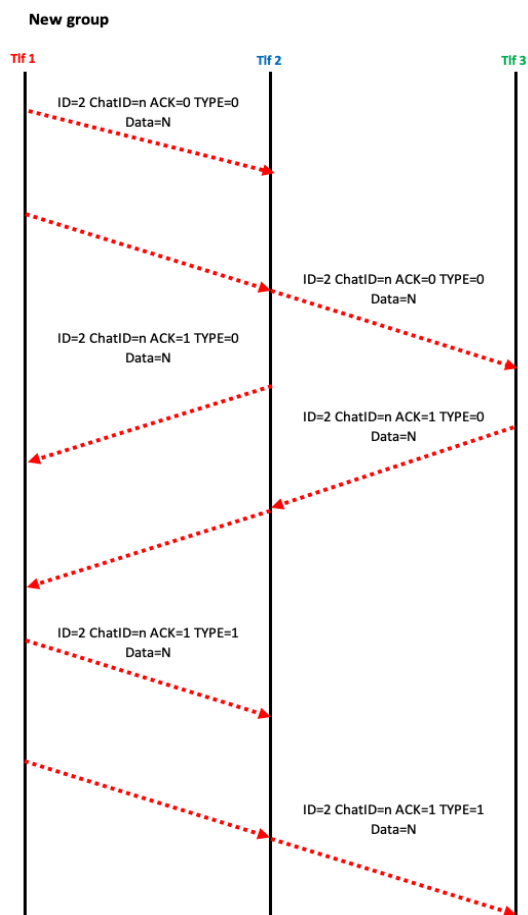 New group
Tlf 1
Tlf 2
Tlf 3
ID=2 ChatID=n ACK=0 TYPE=0
Data=N
ID=2 ChatID=n ACK=0 TYPE=0
Data=N
ID=2 ChatID=n ACK=1 TYPE=0
Data=N
ID=2 ChatID=n ACK=1 TYPE=0
Data=N
ID=2 ChatID=n ACK=1 TYPE=1
Data=N
ID=2 ChatID=n ACK=1 TYPE=1
Data=N